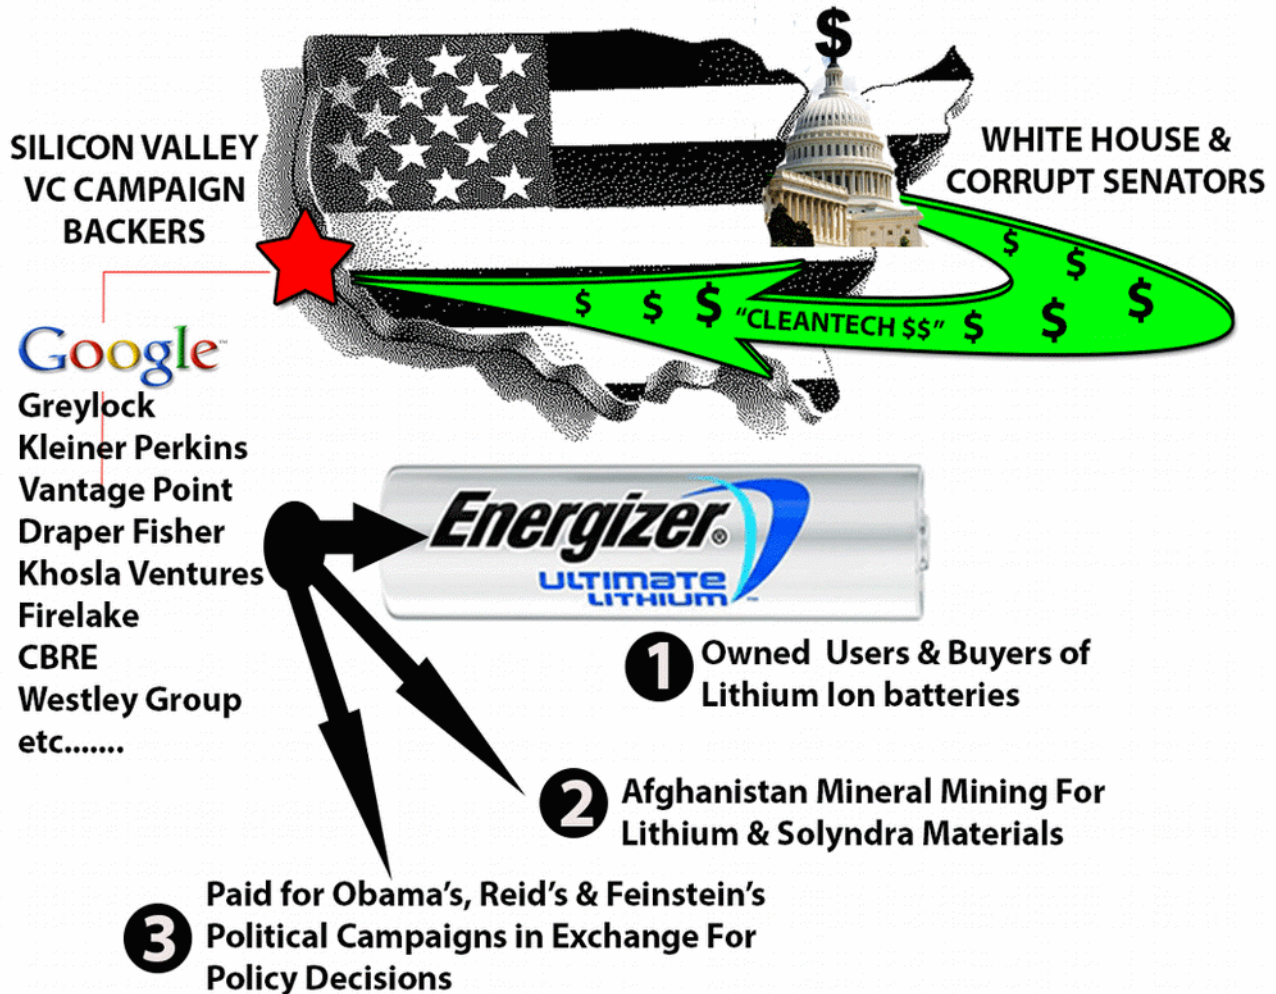 $
SILICON VALLEY
VC CAMPAIGN
BACKERS
WHITE HOUSE &
CORRUPT SENATORS
$ $ $ "CLEANTECH $$" $ $ $ $ $
Google™
Greylock
Kleiner Perkins
Vantage Point
Draper Fisher
Khosla Ventures
Firelake
CBRE
Westley Group
etc.......
Energizer®
ULTIMATE
LITHIUM™
1 Owned Users & Buyers of
Lithium Ion batteries
2 Afghanistan Mineral Mining For
Lithium & Solyndra Materials
3 Paid for Obama's, Reid's & Feinstein's
Political Campaigns in Exchange For
Policy Decisions